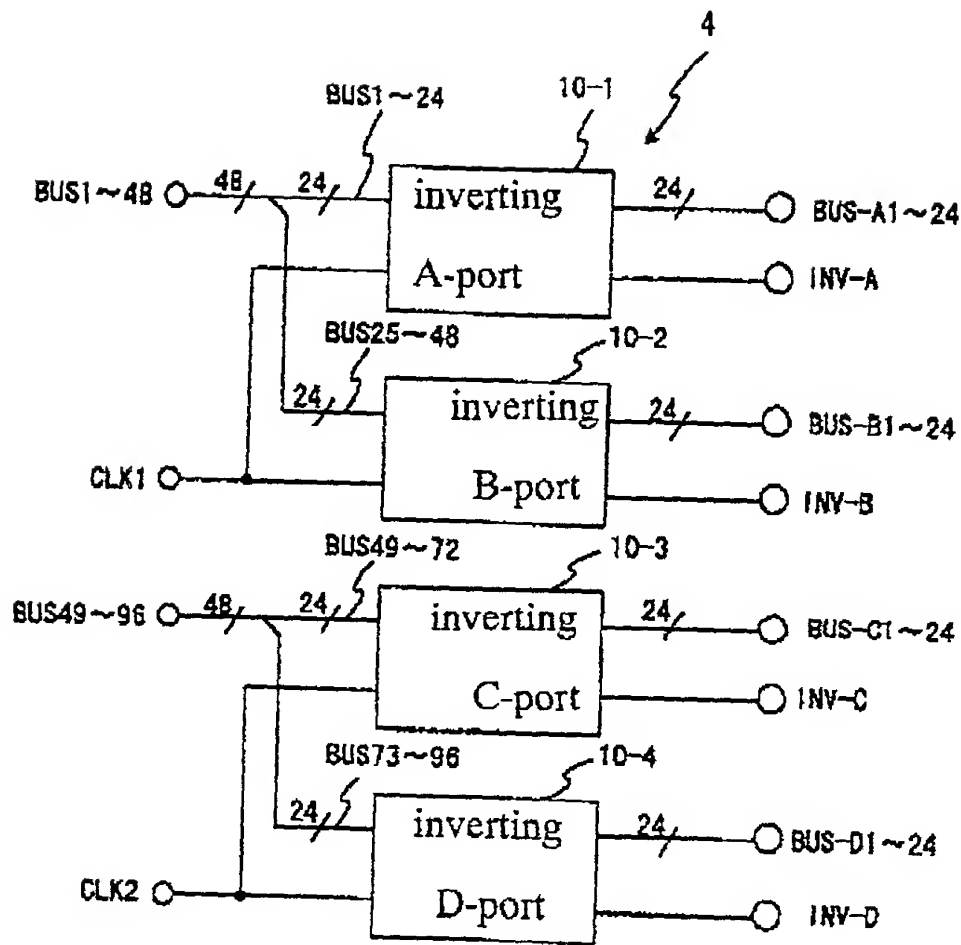 4
BUS1～24
10-1
BUS1～48
48
24
inverting
A-port
24
BUS-A1～24
INV-A
BUS25～48
10-2
24
inverting
B-port
24
BUS-B1～24
CLK1
INV-B
BUS49～72
10-3
BUS49～96
48
24
inverting
C-port
24
BUS-C1～24
INV-C
BUS73～96
10-4
24
inverting
D-port
24
BUS-D1～24
CLK2
INV-D